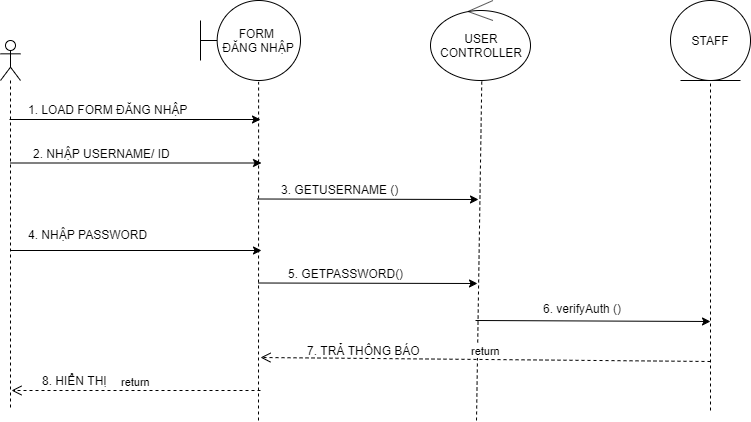 FORM
ĐĂNG NHẬP
USER
CONTROLLER
STAFF
1. LOAD FORM ĐĂNG NHẬP
2. NHẬP USERNAME/ ID
3. GETUSERNAME ()
4. NHẬP PASSWORD
5. GETPASSWORD()
6. verifyAuth ()
7. TRẢ THÔNG BÁO return
8. HIỂN THỊ return